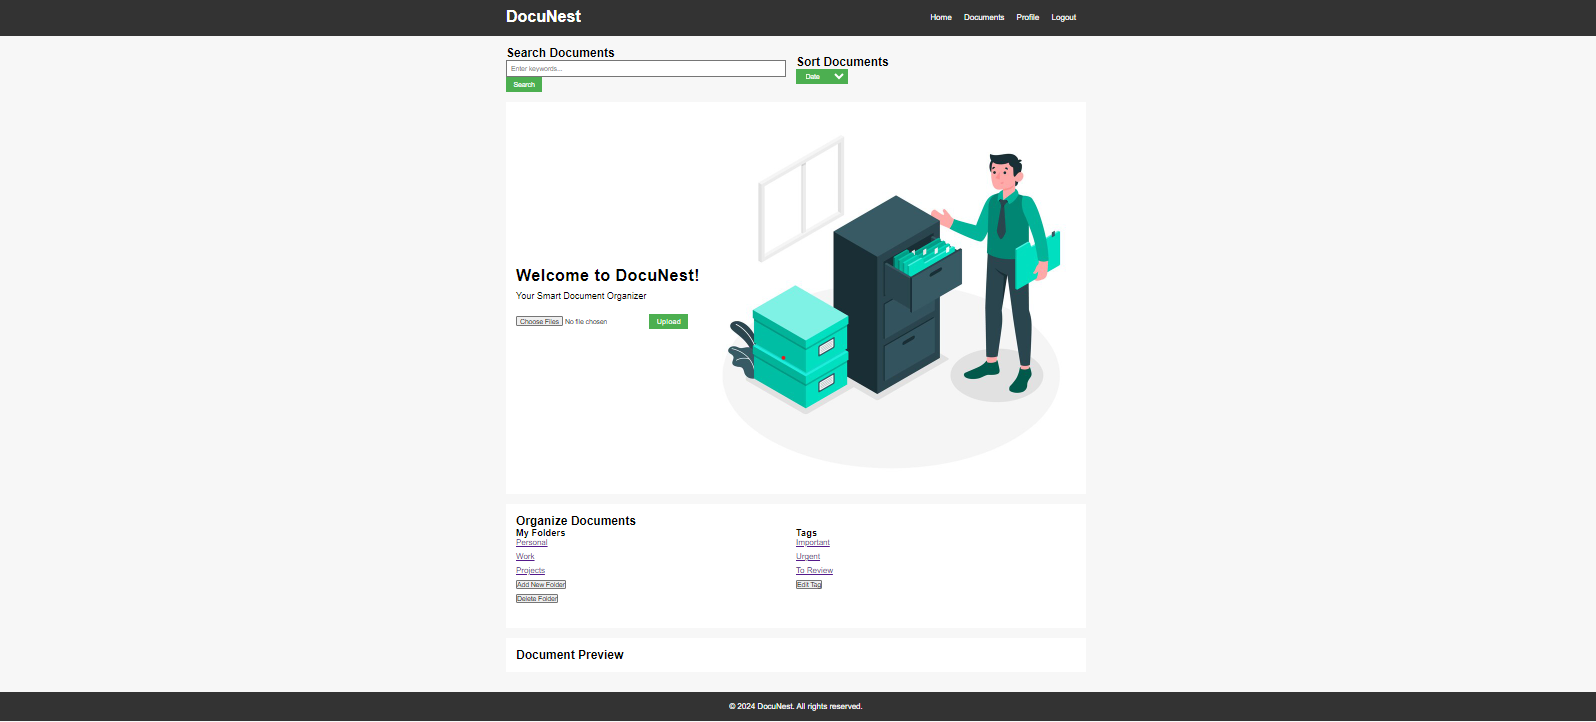 DocuNest
Home Documents Profile Logout
Search Documents
Enter keywords...
Search
Sort Documents
Date
Welcome to DocuNest!
Your Smart Document Organizer
Choose Files No file chosen
Upload
Organize Documents
My Folders
Personal
Work
Projects
Add New Folder
Delete Folder
Tags
Important
Urgent
To Review
Edit Tag
Document Preview
© 2024 DocuNest. All rights reserved.